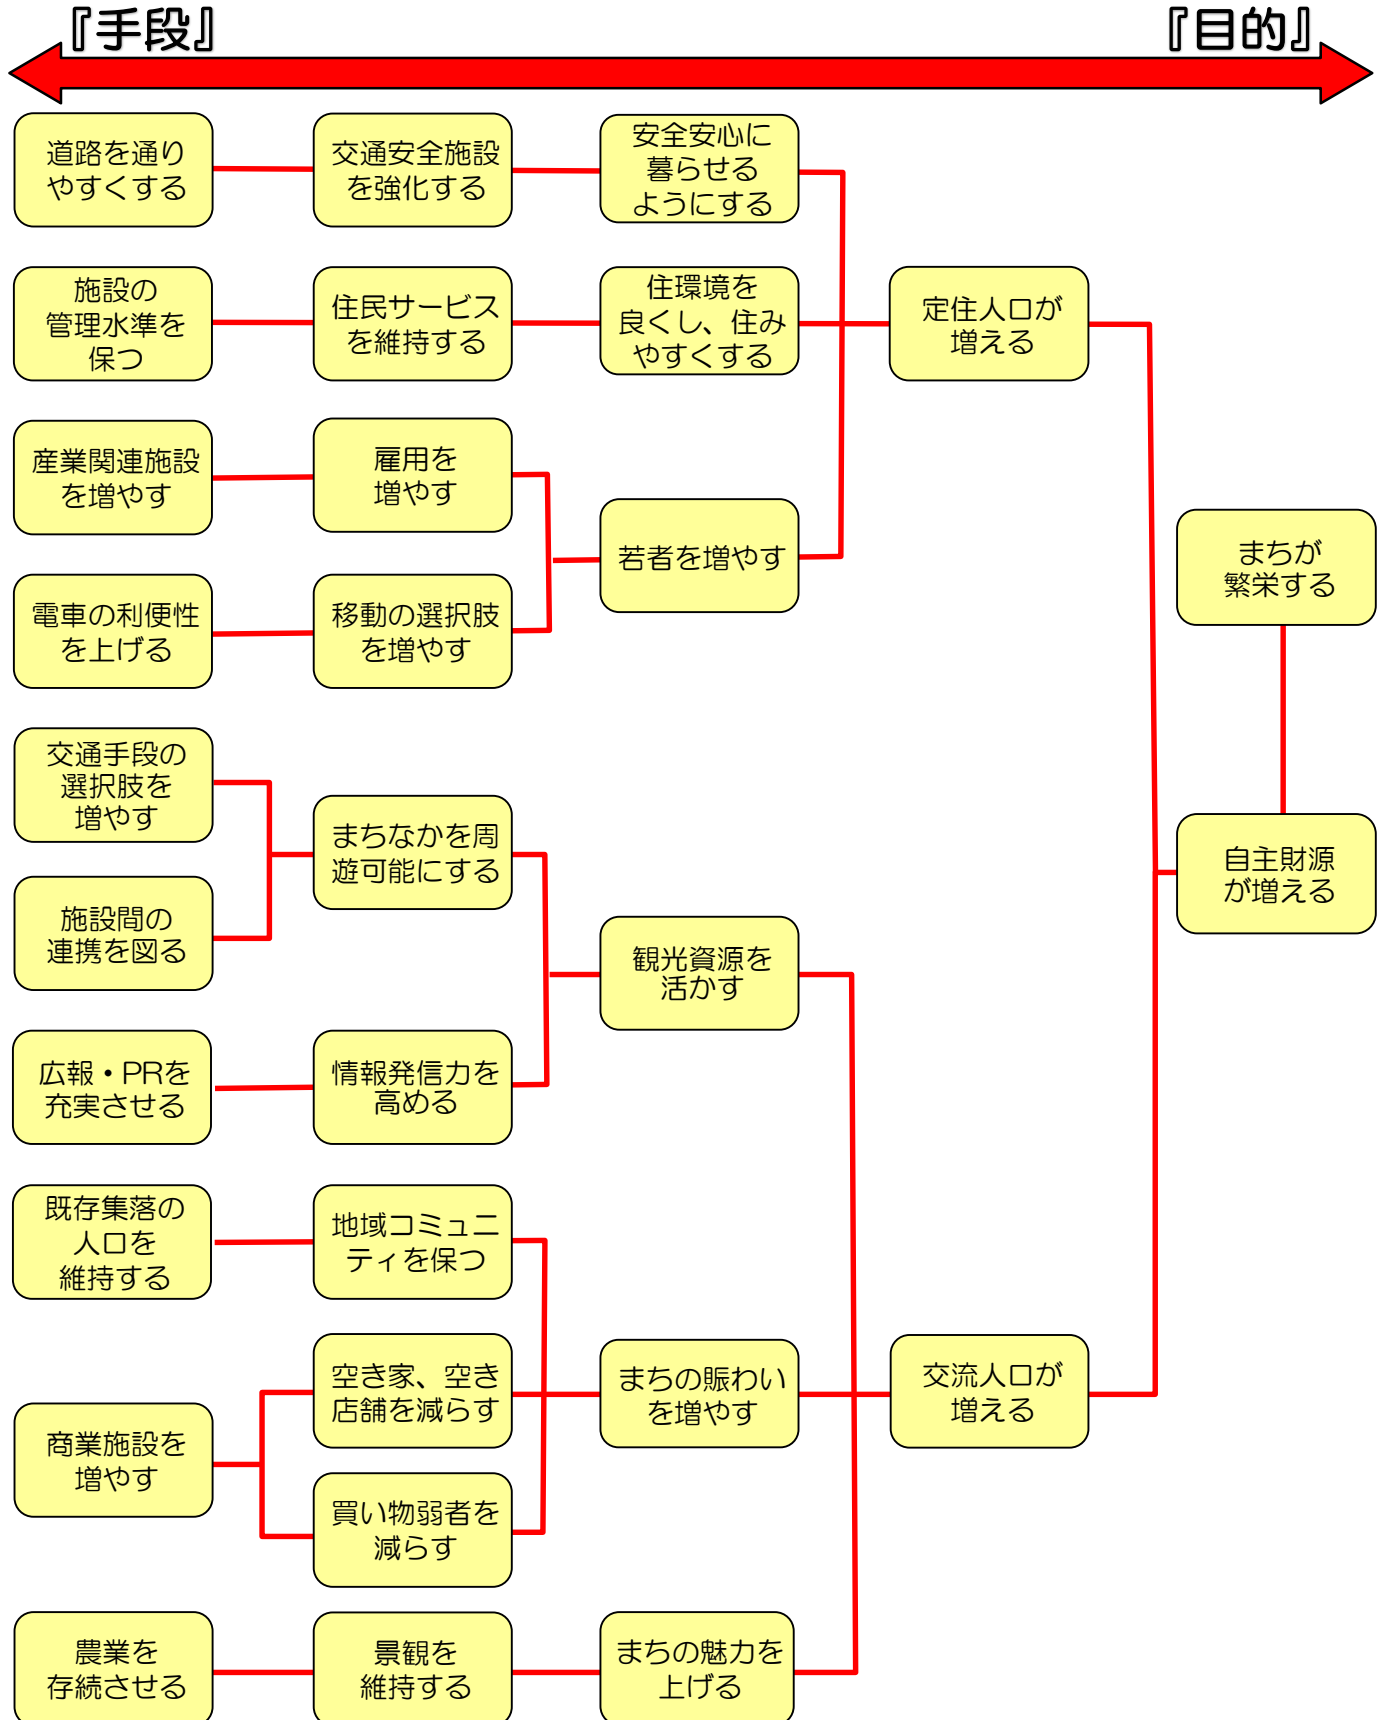 『手段』
『目的』
道路を通り
やすくする
交通安全施設
を強化する
安全安心に
暮らせる
ようにする
施設の
管理水準を
保つ
住民サービス
を維持する
住環境を
良くし、住み
やすくする
定住人口が
増える
産業関連施設
を増やす
雇用を
増やす
若者を増やす
まちが
繁栄する
電車の利便性
を上げる
移動の選択肢
を増やす
交通手段の
選択肢を
増やす
まちなかを周
遊可能にする
自主財源
が増える
施設間の
連携を図る
観光資源を
活かす
広報・PRを
充実させる
情報発信力を
高める
既存集落の
人口を
維持する
地域コミュニ
ティを保つ
空き家、空き
店舗を減らす
まちの賑わい
を増やす
交流人口が
増える
商業施設を
増やす
買い物弱者を
減らす
農業を
存続させる
景観を
維持する
まちの魅力を
上げる